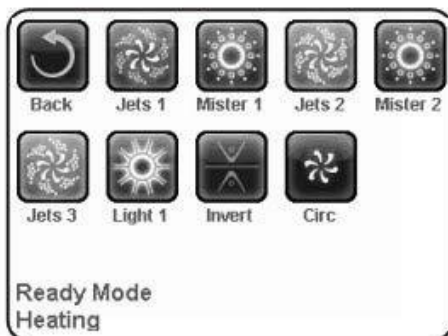 Back Jets 1 Mister 1 Jets 2 Mister 2
Jets 3 Light 1 Invert Circ
Ready Mode
Heating